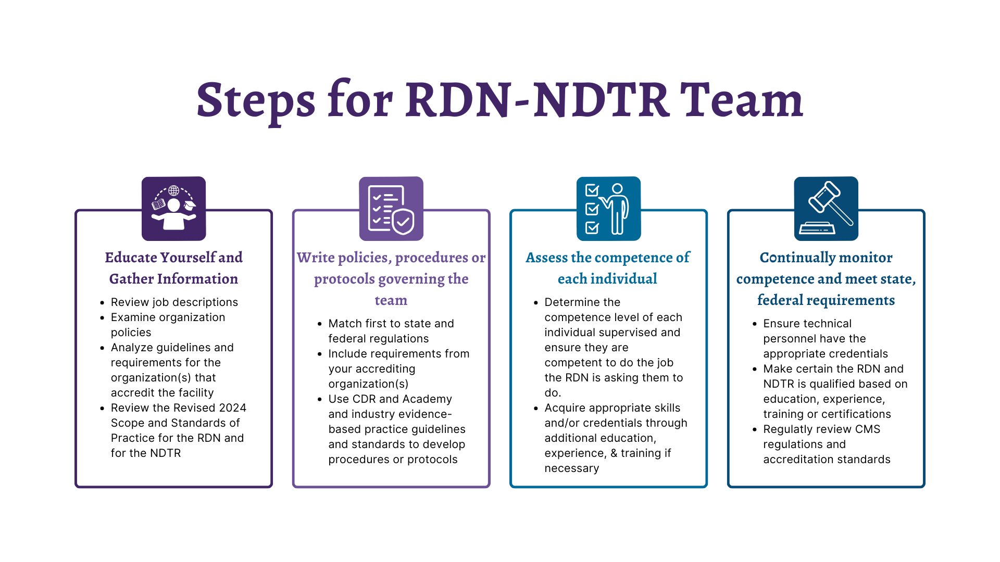 Steps for RDN-NDTR Team
Educate Yourself and
Gather Information
• Review job descriptions
• Examine organization
policies
• Analyze guidelines and
requirements for the
organization(s) that
accredit the facility
• Review the Revised 2024
Scope and Standards of
Practice for the RDN and
for the NDTR
Write policies, procedures or
protocols governing the
team
• Match first to state and
federal regulations
• Include requirements from
your accrediting
organization(s)
• Use CDR and Academy
and industry evidence-
based practice guidelines
and standards to develop
procedures or protocols
Assess the competence of
each individual
• Determine the
competence level of each
individual supervised and
ensure they are
competent to do the job
the RDN is asking them to
do.
• Acquire appropriate skills
and/or credentials through
additional education,
experience, & training if
necessary
Continually monitor
competence and meet state,
federal requirements
• Ensure technical
personnel have the
appropriate credentials
• Make certain the RDN and
NDTR is qualified based on
education, experience,
training or certifications
• Regulatly review CMS
regulations and
accreditation standards